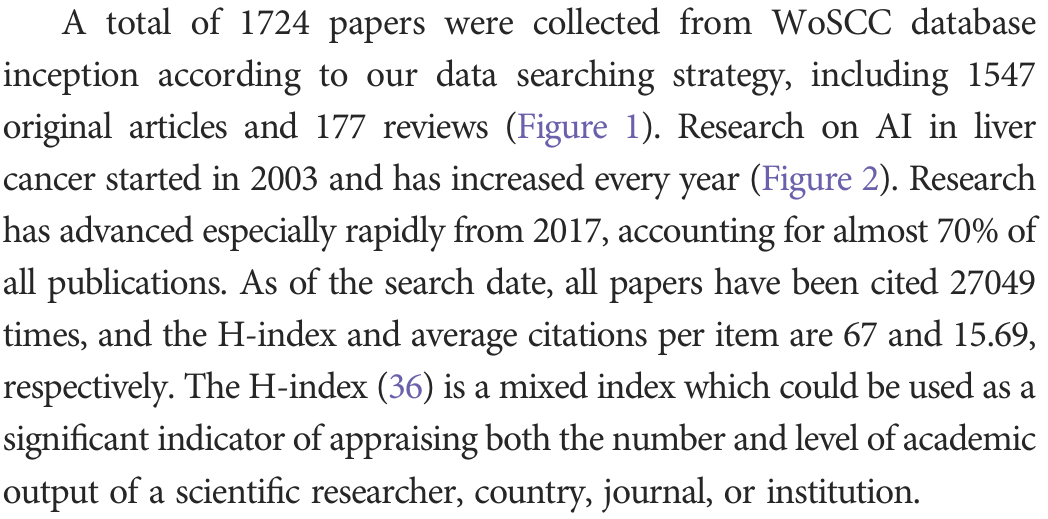 A total of 1724 papers were collected from WoSCC database
inception according to our data searching strategy, including 1547
original articles and 177 reviews (Figure 1). Research on AI in liver
cancer started in 2003 and has increased every year (Figure 2). Research
has advanced especially rapidly from 2017, accounting for almost 70% of
all publications. As of the search date, all papers have been cited 27049
times, and the H-index and average citations per item are 67 and 15.69,
respectively. The H-index (36) is a mixed index which could be used as a
significant indicator of appraising both the number and level of academic
output of a scientific researcher, country, journal, or institution.